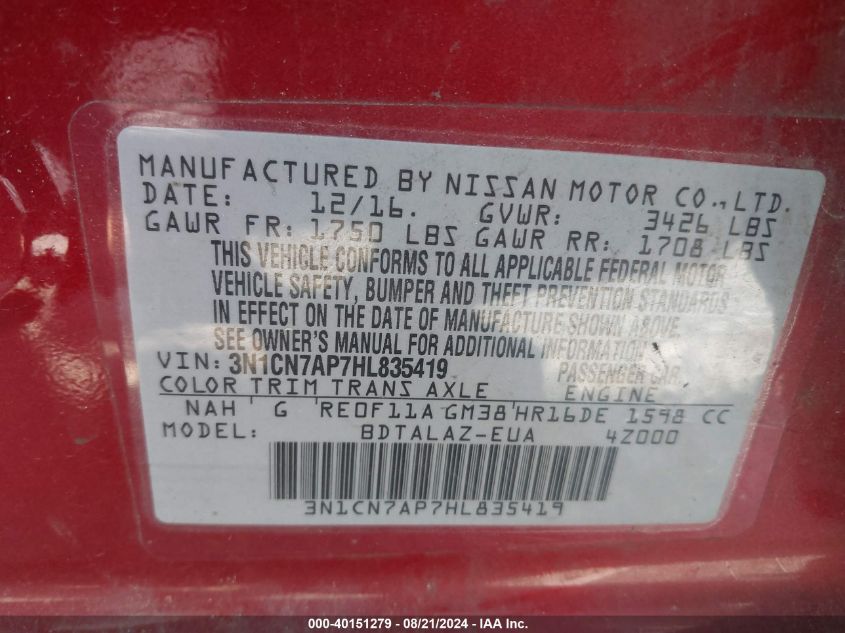 MANUFACTURED BY NISSAN MOTOR CO.,LTD.
DATE: 12/16. GVWR: 3426 LBS
GAWR FR: 1750 LBS GAWR RR: 1708 LBS
THIS VEHICLE CONFORMS TO ALL APPLICABLE FEDERAL MOTOR
VEHICLE SAFETY, BUMPER AND THEFT PREVENTION STANDARDS
IN EFFECT ON THE DATE OF MANUFACTURE SHOWN ABOVE.
SEE OWNER'S MANUAL FOR ADDITIONAL INFORMATION.
VIN: 3N1CN7AP7HL835419 PASSENGER CAR
COLOR TRIM TRANS AXLE ENGINE
NAH G RE0F11A GM38 HR16DE 1598 CC
MODEL: BDTALAZ-EUA 4Z000
3N1CN7AP7HL835419
000-40151279 - 08/21/2024 - IAA Inc.